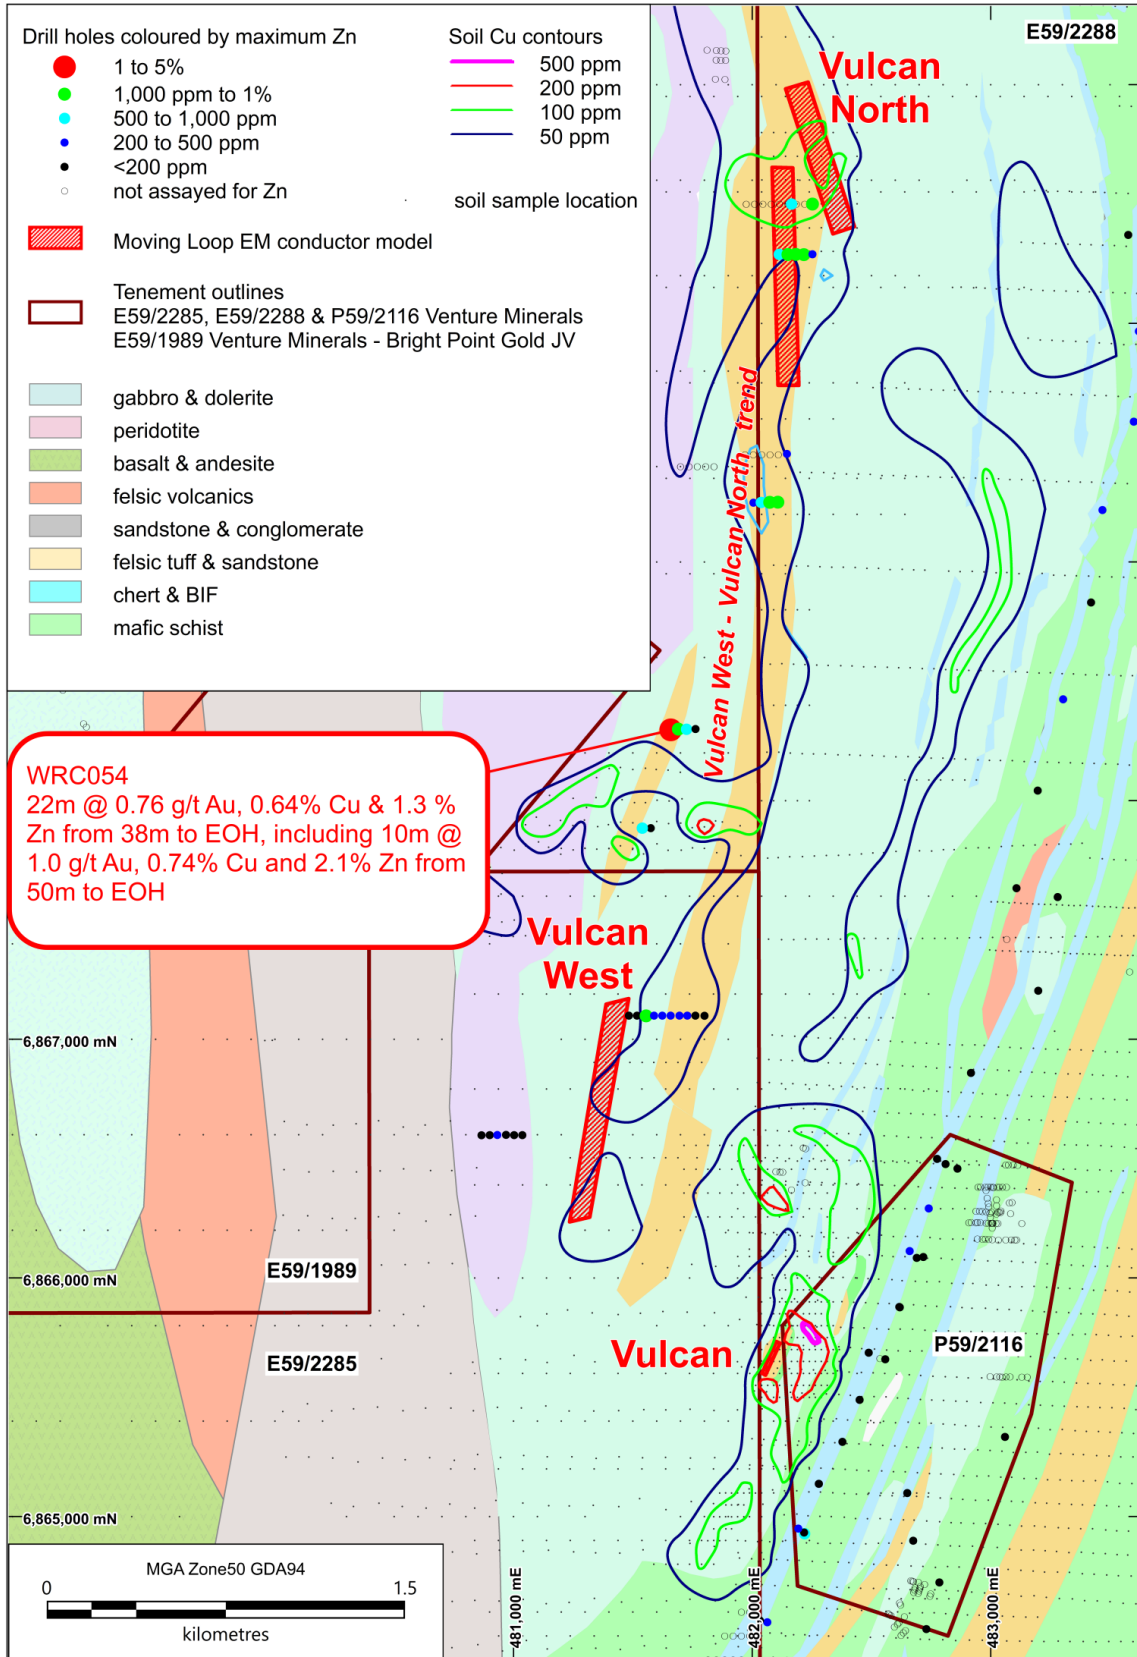 Drill holes coloured by maximum Zn
1 to 5%
1,000 ppm to 1%
500 to 1,000 ppm
200 to 500 ppm
<200 ppm
not assayed for Zn
Soil Cu contours
500 ppm
200 ppm
100 ppm
50 ppm
soil sample location
Moving Loop EM conductor model
Tenement outlines
E59/2285, E59/2288 & P59/2116 Venture Minerals
E59/1989 Venture Minerals - Bright Point Gold JV
gabbro & dolerite
peridotite
basalt & andesite
felsic volcanics
sandstone & conglomerate
felsic tuff & sandstone
chert & BIF
mafic schist
E59/2288
Vulcan
North
Vulcan West - Vulcan North trend
WRC054
22m @ 0.76 g/t Au, 0.64% Cu & 1.3 %
Zn from 38m to EOH, including 10m @
1.0 g/t Au, 0.74% Cu and 2.1% Zn from
50m to EOH
Vulcan
West
6,867,000 mN
6,866,000 mN
E59/1989
E59/2285
Vulcan
P59/2116
6,865,000 mN
MGA Zone50 GDA94
0
1.5
kilometres
481,000 mE
482,000 mE
483,000 mE